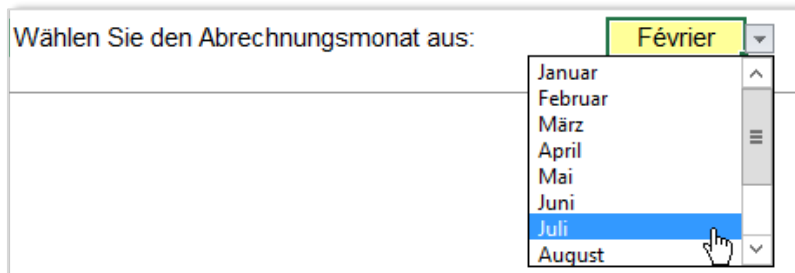 Wählen Sie den Abrechnungsmonat aus: Février
Januar
Februar
März
April
Mai
Juni
Juli
August